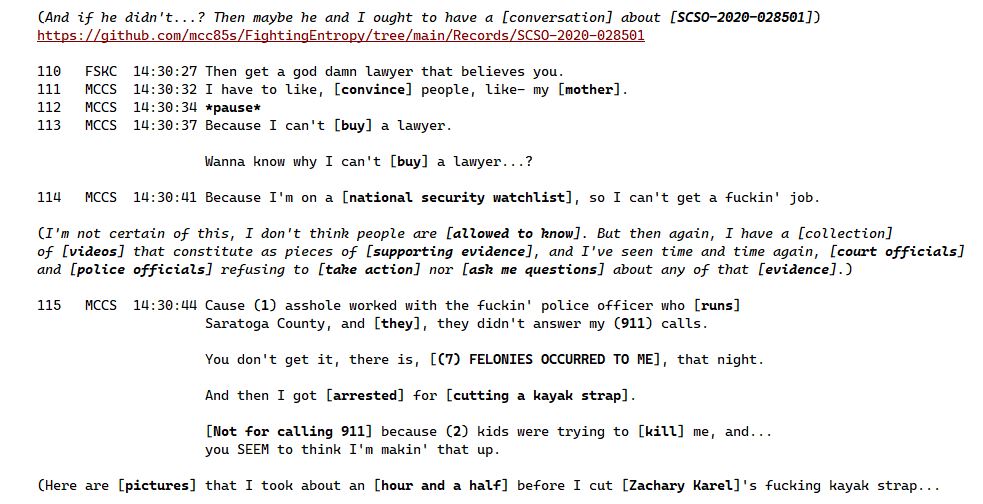 (And if he didn't...? Then maybe he and I ought to have a [conversation] about [SCSO-2020-028501])
https://github.com/mcc85s/FightingEntropy/tree/main/Records/SCSO-2020-028501
110 FSKC 14:30:27 Then get a god damn lawyer that believes you.
111 MCCS 14:30:32 I have to like, [convince] people, like– my [mother].
112 MCCS 14:30:34 *pause*
113 MCCS 14:30:37 Because I can't [buy] a lawyer.
Wanna know why I can't [buy] a lawyer...?
114 MCCS 14:30:41 Because I'm on a [national security watchlist], so I can't get a fuckin' job.
(I'm not certain of this, I don't think people are [allowed to know]. But then again, I have a [collection]
of [videos] that constitute as pieces of [supporting evidence], and I've seen time and time again, [court officials]
and [police officials] refusing to [take action] nor [ask me questions] about any of that [evidence].)
115 MCCS 14:30:44 Cause (1) asshole worked with the fuckin' police officer who [runs]
Saratoga County, and [they], they didn't answer my (911) calls.
You don't get it, there is, [(7) FELONIES OCCURRED TO ME], that night.
And then I got [arrested] for [cutting a kayak strap].
[Not for calling 911] because (2) kids were trying to [kill] me, and...
you SEEM to think I'm makin' that up.
(Here are [pictures] that I took about an [hour and a half] before I cut [Zachary Karel]'s fucking kayak strap...